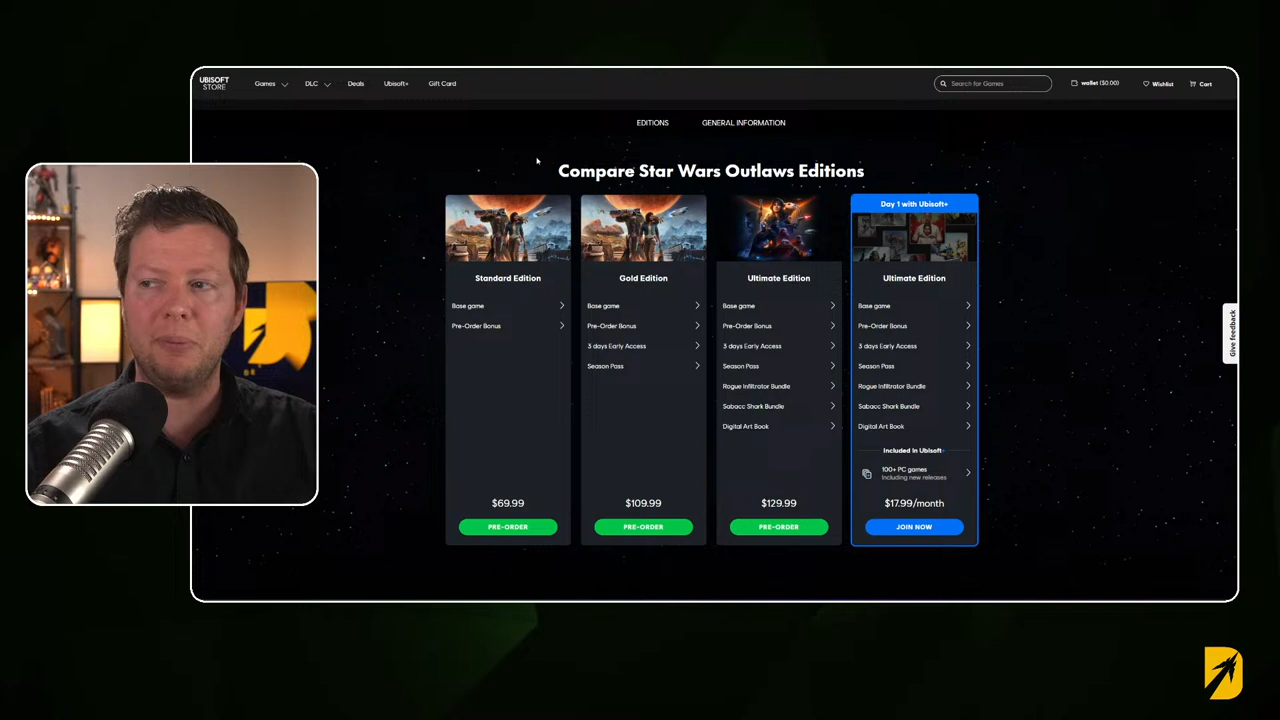 UBISOFT
STORE
Games
DLC
Deals
Ubisoft+
Gift Card
Search for Games
wallet ($0.00)
Wishlist
Cart
EDITIONS
GENERAL INFORMATION
Compare Star Wars Outlaws Editions
Standard Edition
Base game
Pre-Order Bonus
$69.99
PRE-ORDER
Gold Edition
Base game
Pre-Order Bonus
3 days Early Access
Season Pass
$109.99
PRE-ORDER
Ultimate Edition
Base game
Pre-Order Bonus
3 days Early Access
Season Pass
Rogue Infiltrator Bundle
Sabacc Shark Bundle
Digital Art Book
$129.99
PRE-ORDER
Day 1 with Ubisoft+
Ultimate Edition
Base game
Pre-Order Bonus
3 days Early Access
Season Pass
Rogue Infiltrator Bundle
Sabacc Shark Bundle
Digital Art Book
Included in Ubisoft+
100+ PC games
Including new releases
$17.99/month
JOIN NOW
Give feedback